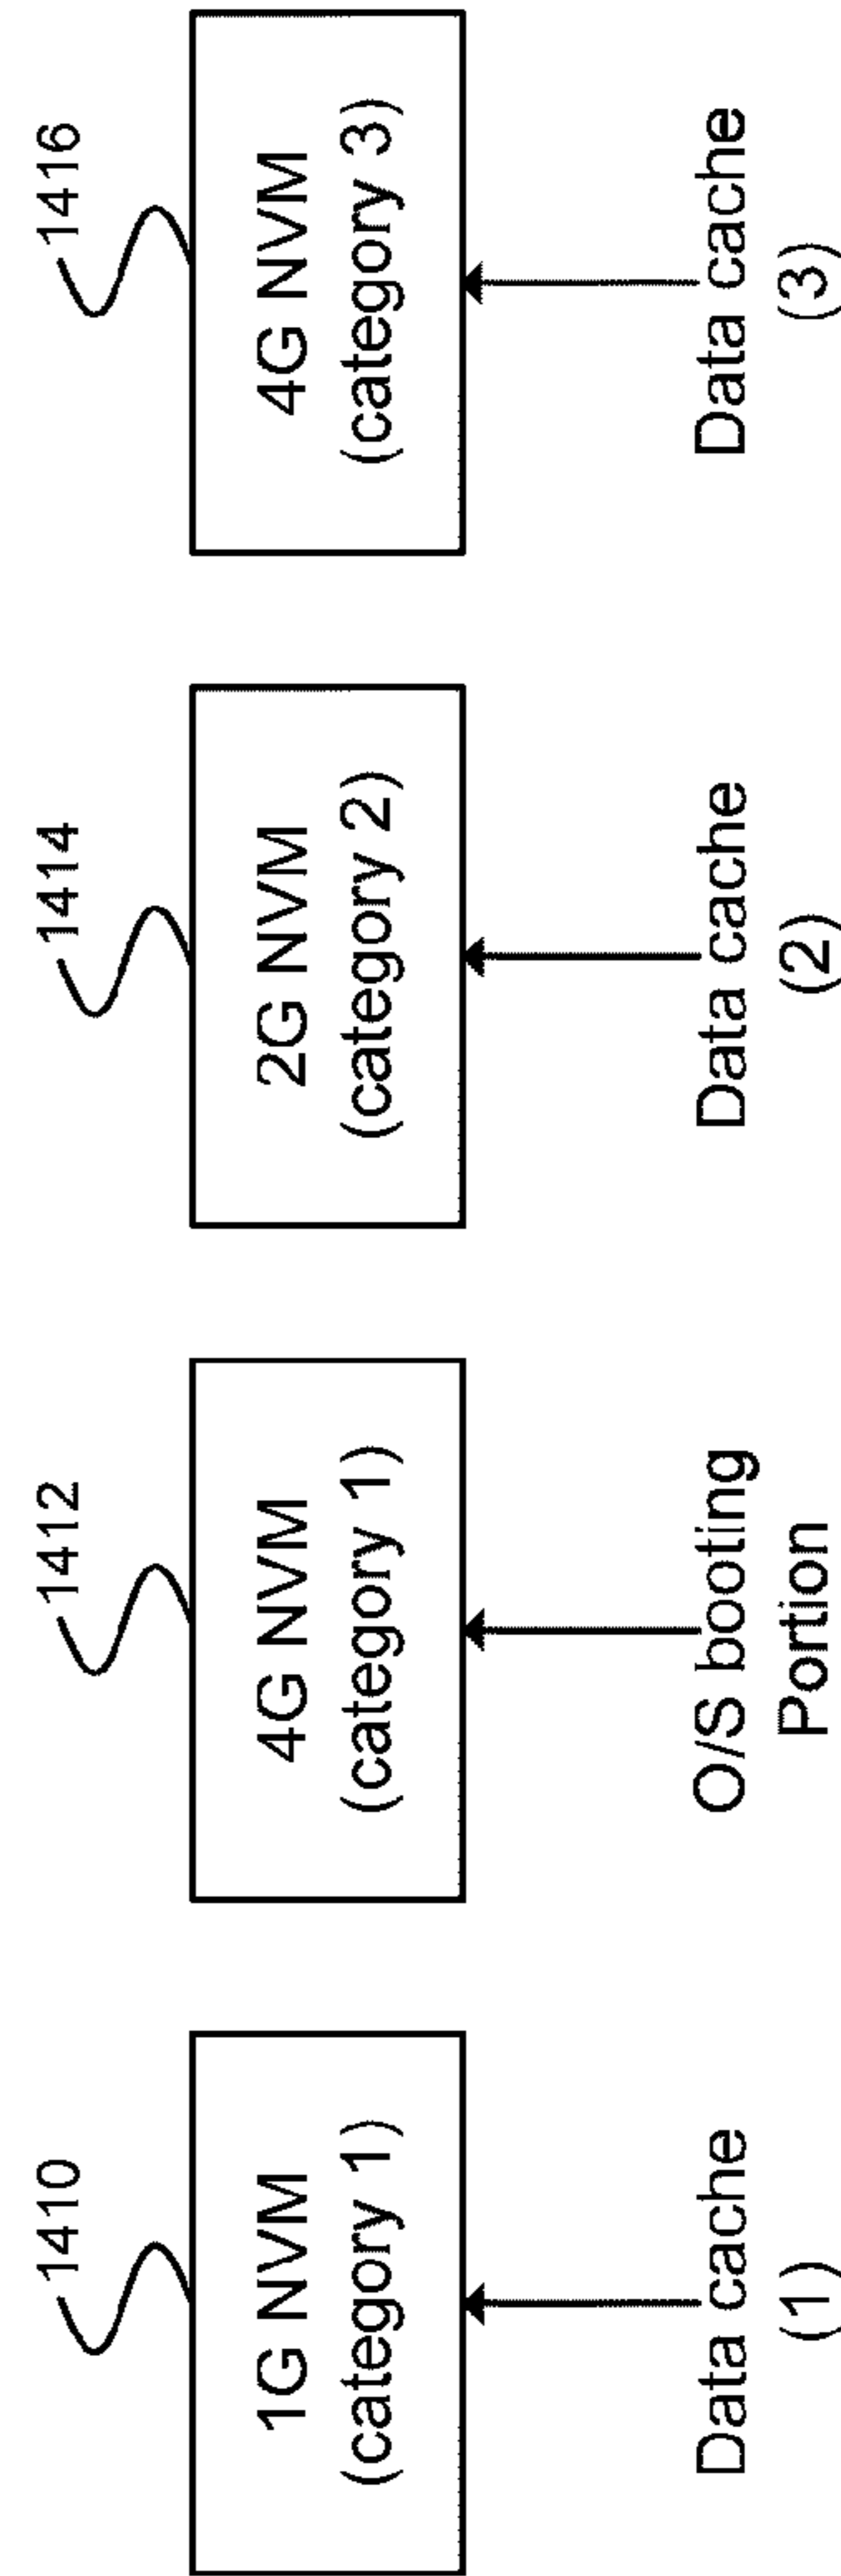 1410
1G NVM
(category 1)
Data cache
(1)
1412
4G NVM
(category 1)
O/S booting
Portion
1414
2G NVM
(category 2)
Data cache
(2)
1416
4G NVM
(category 3)
Data cache
(3)